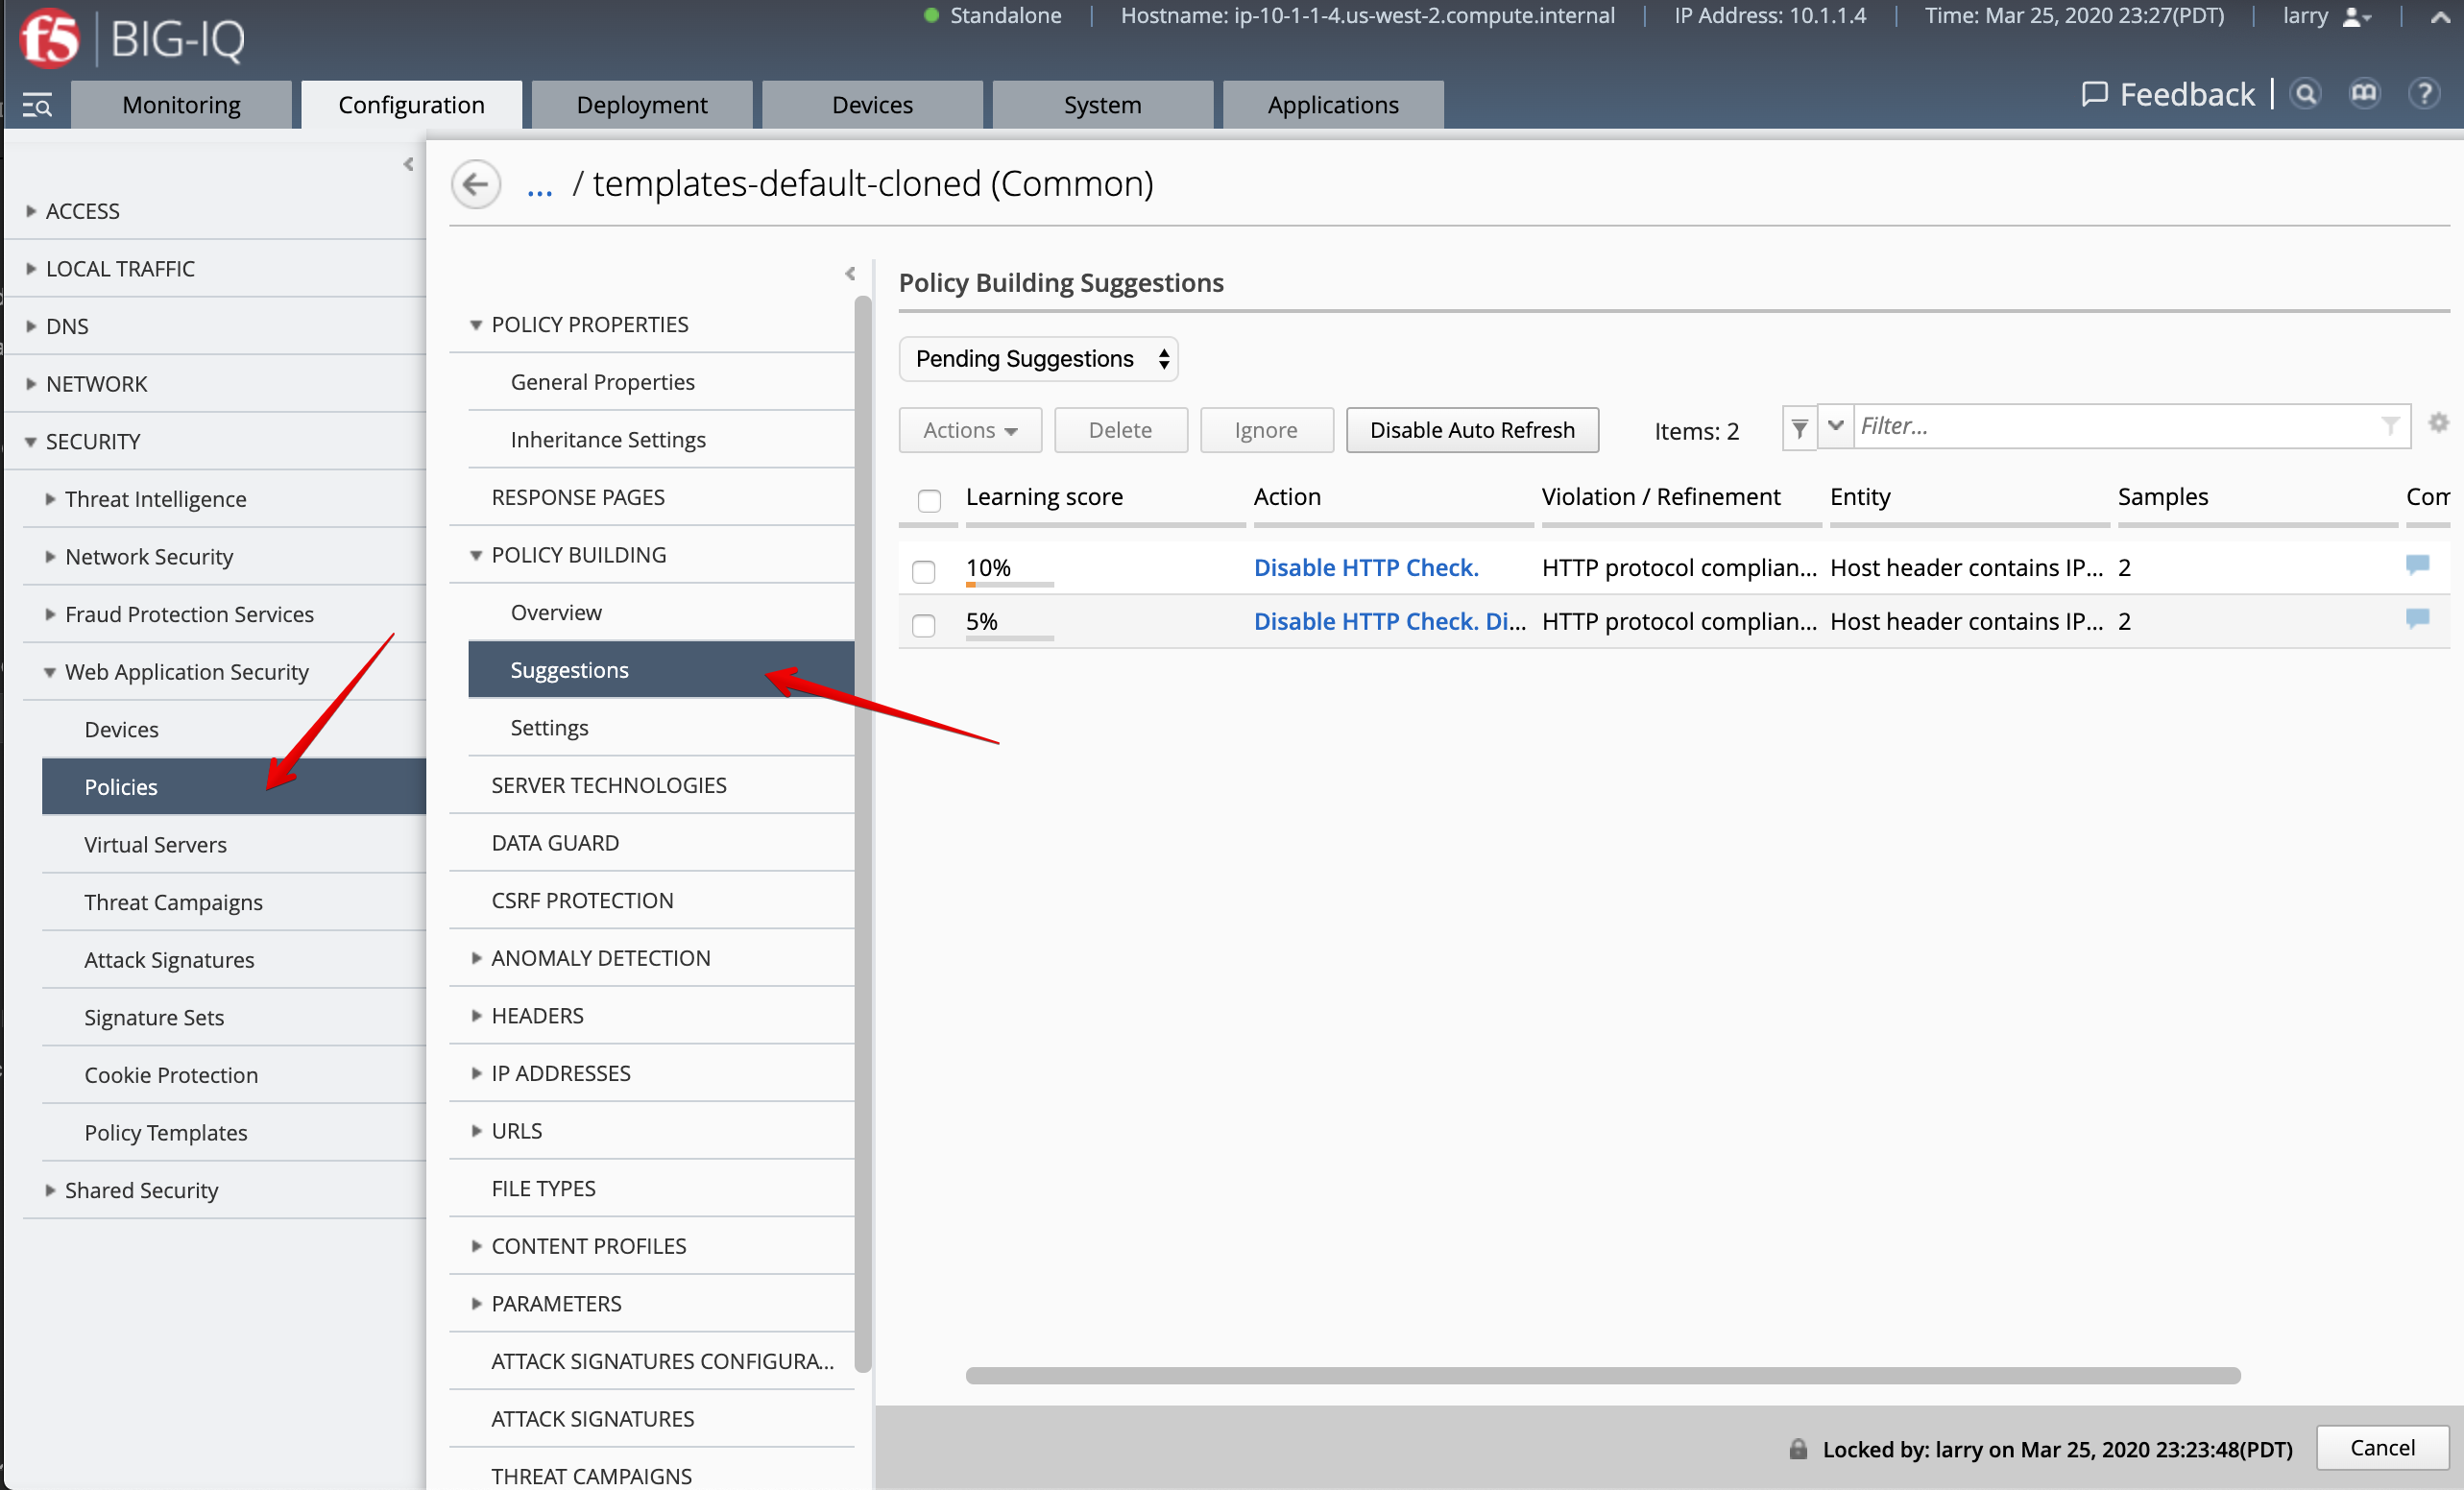 Standalone | Hostname: ip-10-1-1-4.us-west-2.compute.internal | IP Address: 10.1.1.4 | Time: Mar 25, 2020 23:27(PDT) | larry
f5 BIG-IQ
Monitoring Configuration Deployment Devices System Applications
Feedback
ACCESS
LOCAL TRAFFIC
DNS
NETWORK
SECURITY
Threat Intelligence
Network Security
Fraud Protection Services
Web Application Security
Devices
Policies
Virtual Servers
Threat Campaigns
Attack Signatures
Signature Sets
Cookie Protection
Policy Templates
Shared Security
... / templates-default-cloned (Common)
POLICY PROPERTIES
General Properties
Inheritance Settings
RESPONSE PAGES
POLICY BUILDING
Overview
Suggestions
Settings
SERVER TECHNOLOGIES
DATA GUARD
CSRF PROTECTION
ANOMALY DETECTION
HEADERS
IP ADDRESSES
URLS
FILE TYPES
CONTENT PROFILES
PARAMETERS
ATTACK SIGNATURES CONFIGURA...
ATTACK SIGNATURES
THREAT CAMPAIGNS
Policy Building Suggestions
Pending Suggestions
Actions Delete Ignore Disable Auto Refresh Items: 2 Filter...
Learning score Action Violation / Refinement Entity Samples Com
10% Disable HTTP Check. HTTP protocol complian... Host header contains IP... 2
5% Disable HTTP Check. Di... HTTP protocol complian... Host header contains IP... 2
Locked by: larry on Mar 25, 2020 23:23:48(PDT) Cancel